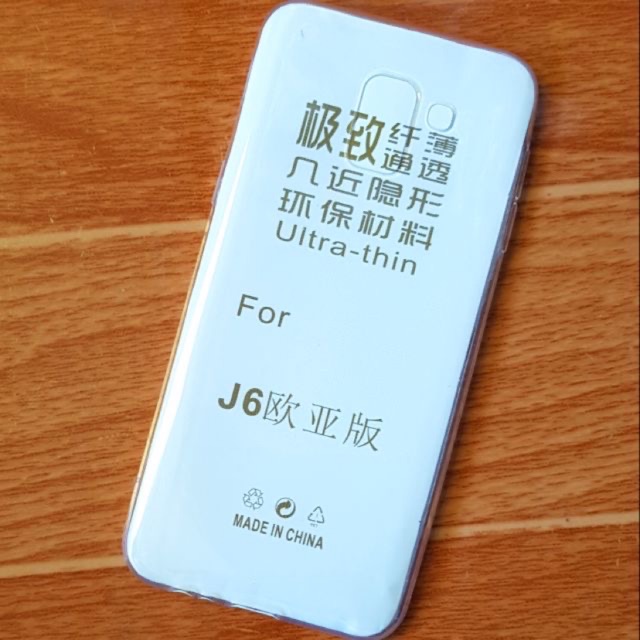 极致纤薄
通透
几近隐形
环保材料
Ultra-thin
For
J6欧亚版
MADE IN CHINA